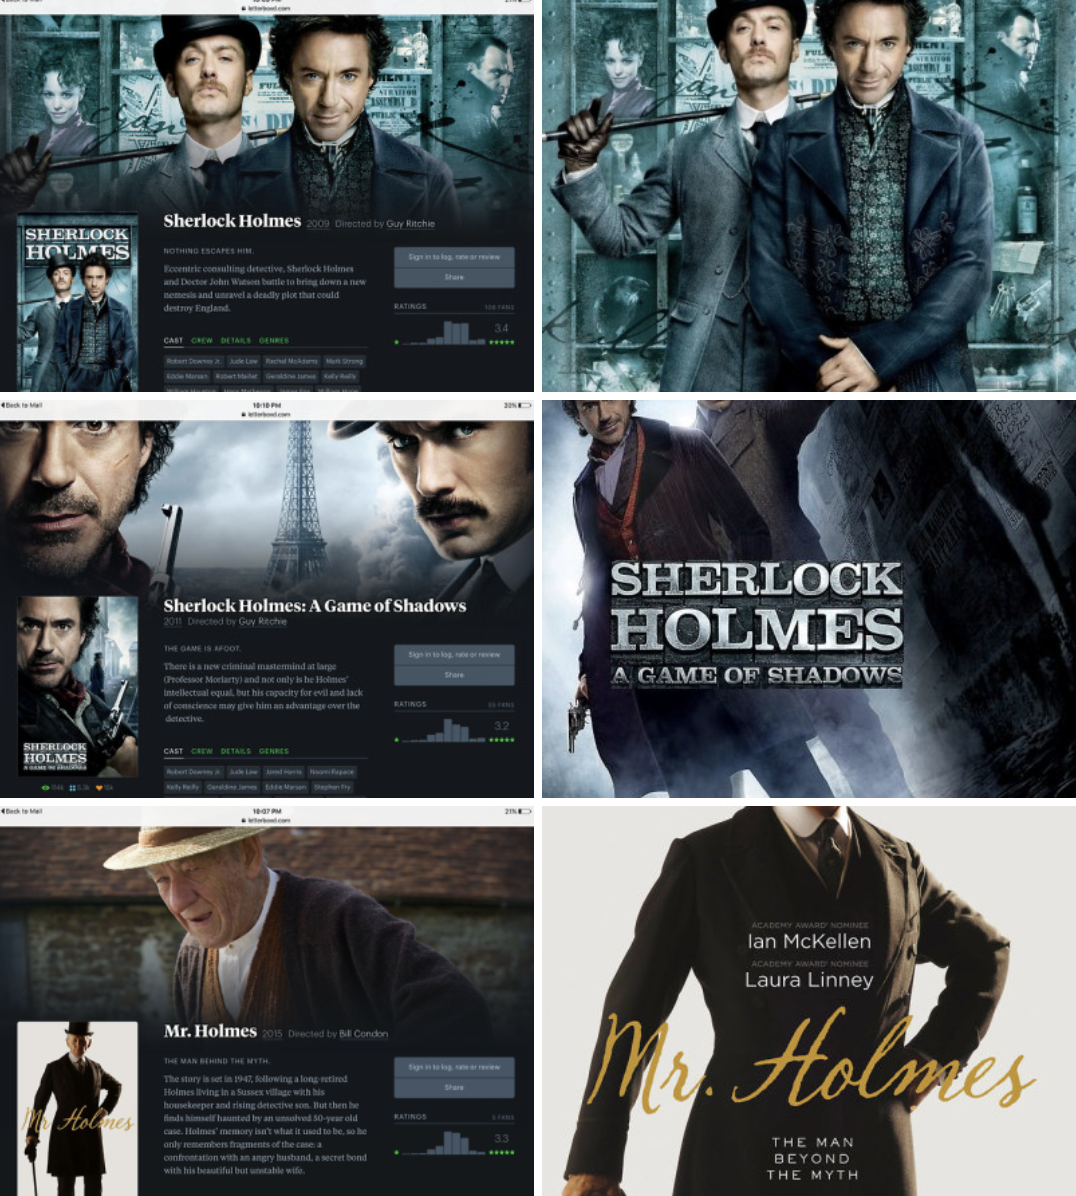 Back to Mail
21%
letterboxd.com
Sherlock Holmes 2009 Directed by Guy Ritchie
SHERLOCK
HOLMES
NOTHING ESCAPES HIM.
Eccentric consulting detective, Sherlock Holmes
and Doctor John Watson battle to bring down a new
nemesis and unravel a deadly plot that could
destroy England.
Sign in to log, rate or review
Share
RATINGS
3.4
CAST CREW DETAILS GENRES
Robert Downey Jr. Jude Law Rachel McAdams Mark Strong
Eddie Marsan Robert Maillet Geraldine James Kelly Reilly
Back to Mail
10:10 PM
20%
letterboxd.com
Sherlock Holmes: A Game of Shadows
2011 Directed by Guy Ritchie
THE GAME IS AFOOT.
There is a new criminal mastermind at large
(Professor Moriarty) and not only is he Holmes'
intellectual equal, but his capacity for evil and lack
of conscience may give him an advantage over the
detective.
Sign in to log, rate or review
Share
RATINGS
3.2
SHERLOCK
HOLMES
A GAME OF SHADOWS
CAST CREW DETAILS GENRES
Robert Downey Jr. Jude Law Jared Harris Noomi Rapace
Kelly Reilly Geraldine James Eddie Marsan Stephen Fry
SHERLOCK
HOLMES
A GAME OF SHADOWS
Back to Mail
10:07 PM
21%
letterboxd.com
Mr. Holmes 2015 Directed by Bill Condon
THE MAN BEHIND THE MYTH.
The story is set in 1947, following a long-retired
Holmes living in a Sussex village with his
housekeeper and rising detective son. But then he
finds himself haunted by an unsolved 50-year old
case. Holmes' memory isn't what it used to be, so he
only remembers fragments of the case: a
confrontation with an angry husband, a secret bond
with his beautiful but unstable wife.
Sign in to log, rate or review
Share
RATINGS 5 FANS
3.3
Mr. Holmes
ACADEMY AWARD® NOMINEE
Ian McKellen
ACADEMY AWARD® NOMINEE
Laura Linney
Mr. Holmes
THE MAN
BEYOND
THE MYTH